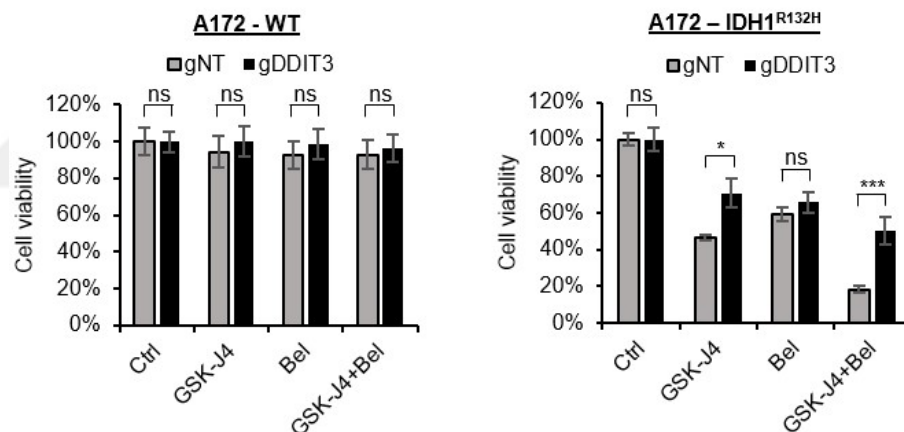 A172 - WT
gNT gDDIT3
ns ns ns ns
120%
100%
80%
60%
40%
20%
0%
Cell viability
Ctrl
GSK-J4
Bel
GSK-J4+Bel
A172 – IDH1R132H
gNT gDDIT3
ns * ns ***
120%
100%
80%
60%
40%
20%
0%
Cell viability
Ctrl
GSK-J4
Bel
GSK-J4+Bel